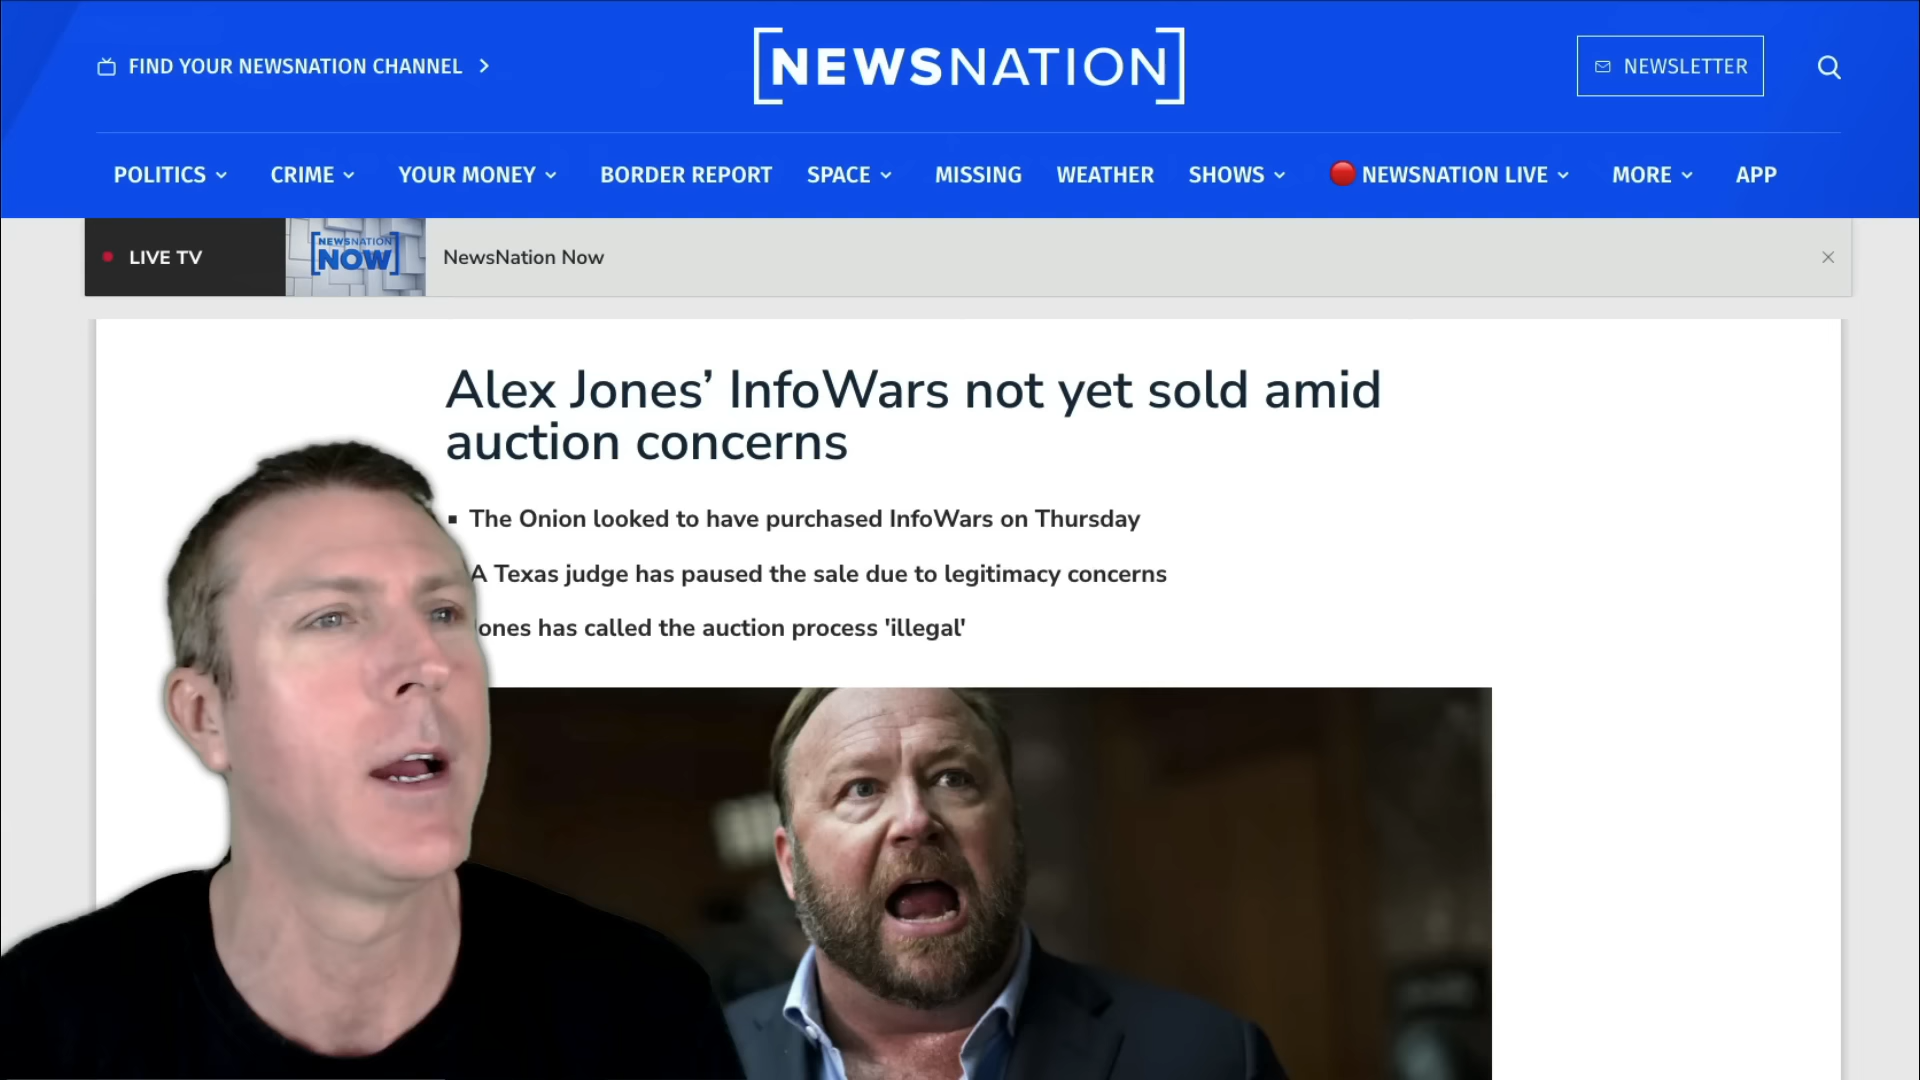 FIND YOUR NEWSNATION CHANNEL
NEWSNATION
NEWSLETTER
POLITICS CRIME YOUR MONEY BORDER REPORT SPACE MISSING WEATHER SHOWS NEWSNATION LIVE MORE APP
LIVE TV
NEWSNATION
NOW
NewsNation Now
Alex Jones’ InfoWars not yet sold amid
auction concerns
The Onion looked to have purchased InfoWars on Thursday
A Texas judge has paused the sale due to legitimacy concerns
ones has called the auction process 'illegal'